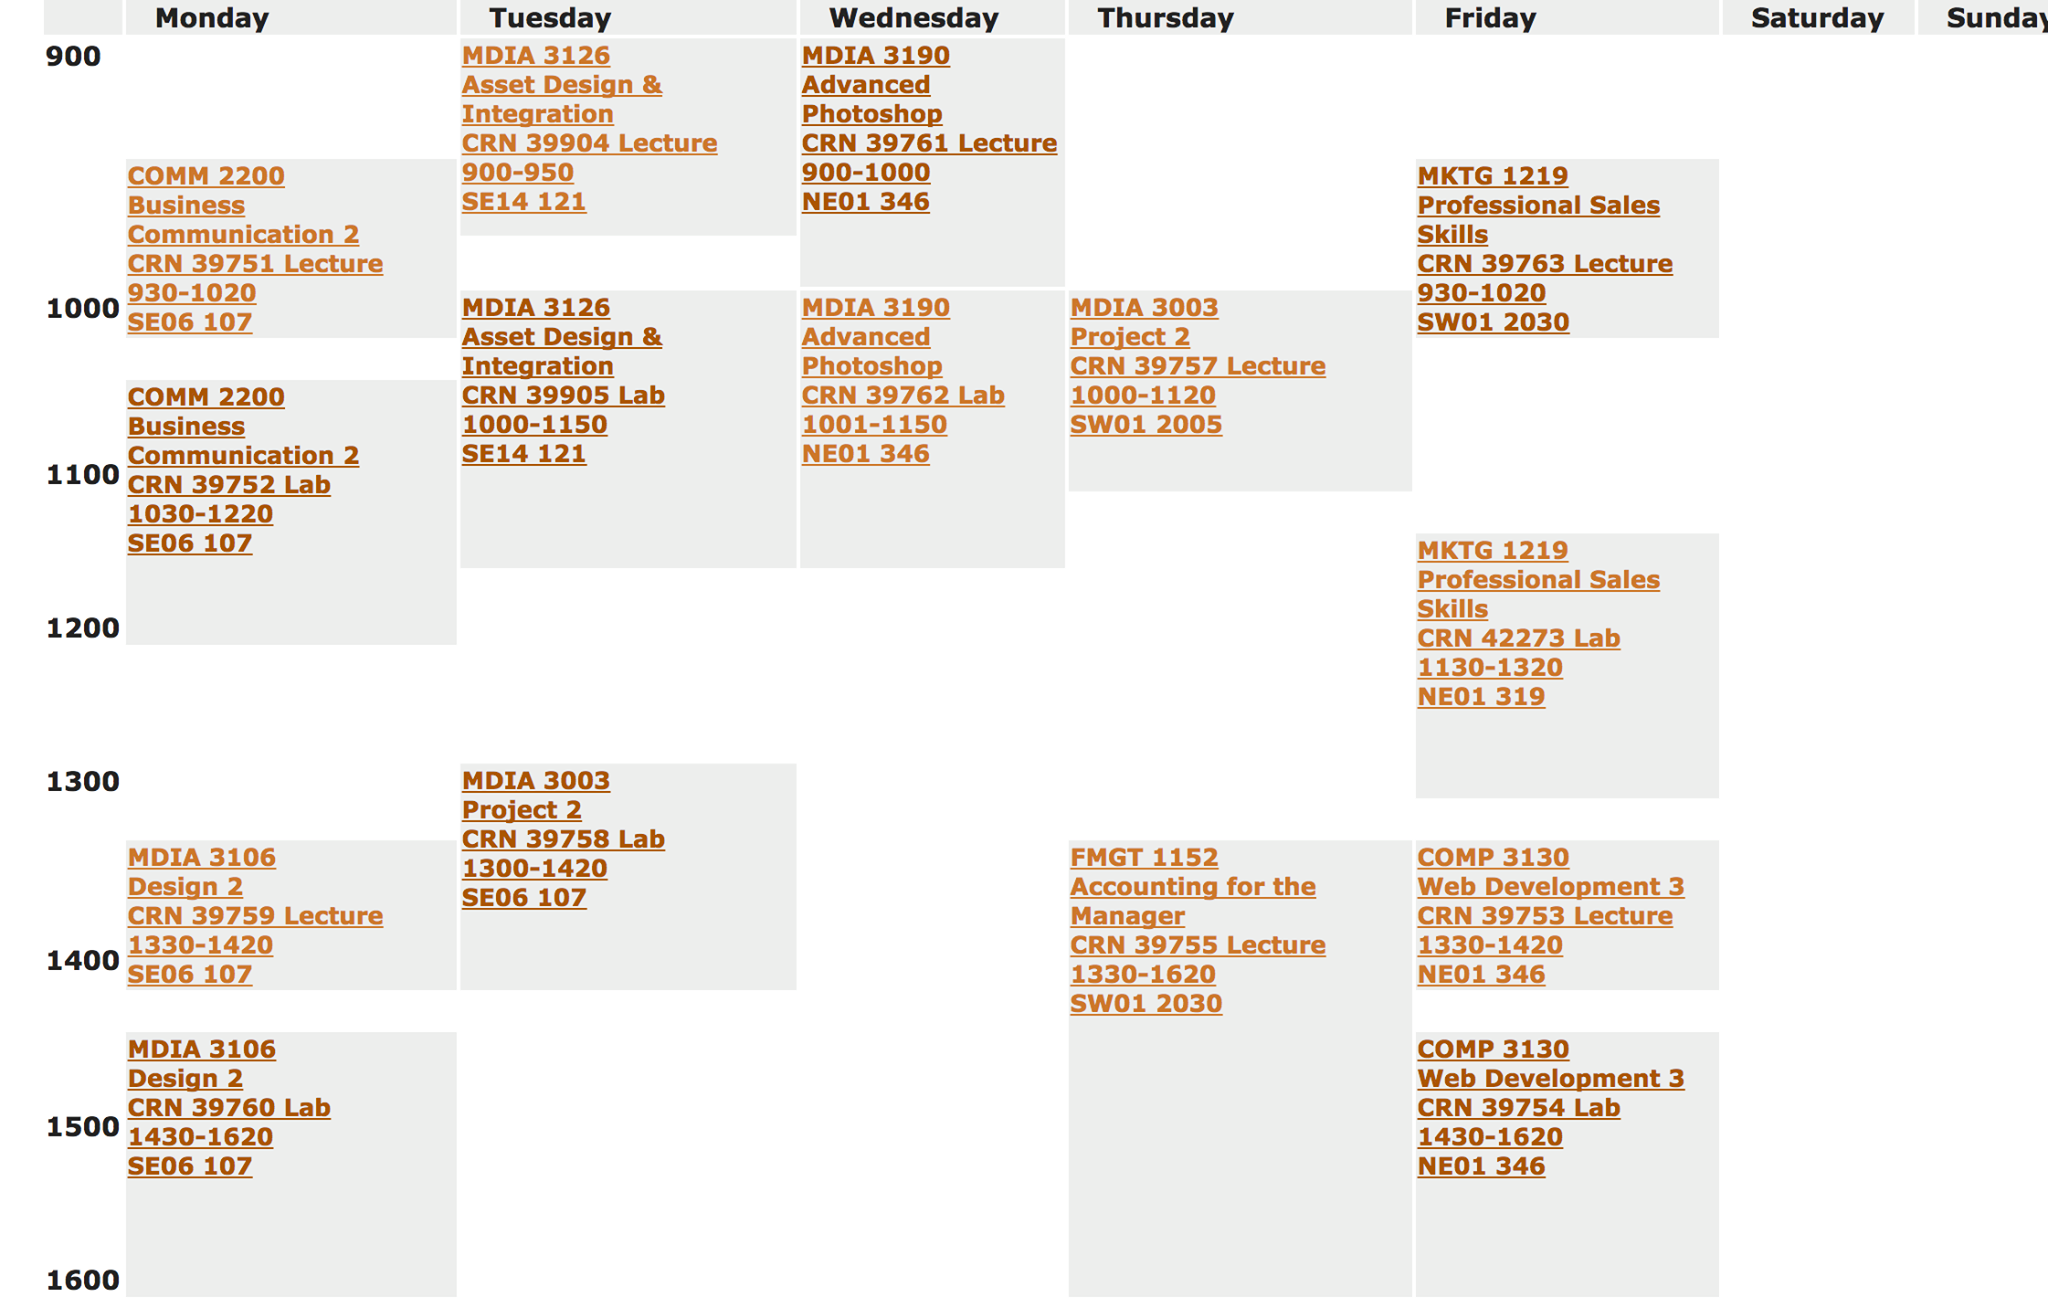 Monday Tuesday Wednesday Thursday Friday Saturday Sunday
900
MDIA 3126
Asset Design &
Integration
CRN 39904 Lecture
900-950
SE14 121
MDIA 3190
Advanced
Photoshop
CRN 39761 Lecture
900-1000
NE01 346
COMM 2200
Business
Communication 2
CRN 39751 Lecture
930-1020
SE06 107
MKTG 1219
Professional Sales
Skills
CRN 39763 Lecture
930-1020
SW01 2030
1000
MDIA 3126
Asset Design &
Integration
CRN 39905 Lab
1000-1150
SE14 121
MDIA 3190
Advanced
Photoshop
CRN 39762 Lab
1001-1150
NE01 346
MDIA 3003
Project 2
CRN 39757 Lecture
1000-1120
SW01 2005
COMM 2200
Business
Communication 2
CRN 39752 Lab
1030-1220
SE06 107
1100
MKTG 1219
Professional Sales
Skills
CRN 42273 Lab
1130-1320
NE01 319
1200
1300
MDIA 3003
Project 2
CRN 39758 Lab
1300-1420
SE06 107
MDIA 3106
Design 2
CRN 39759 Lecture
1330-1420
SE06 107
FMGT 1152
Accounting for the
Manager
CRN 39755 Lecture
1330-1620
SW01 2030
COMP 3130
Web Development 3
CRN 39753 Lecture
1330-1420
NE01 346
1400
MDIA 3106
Design 2
CRN 39760 Lab
1430-1620
SE06 107
COMP 3130
Web Development 3
CRN 39754 Lab
1430-1620
NE01 346
1500
1600